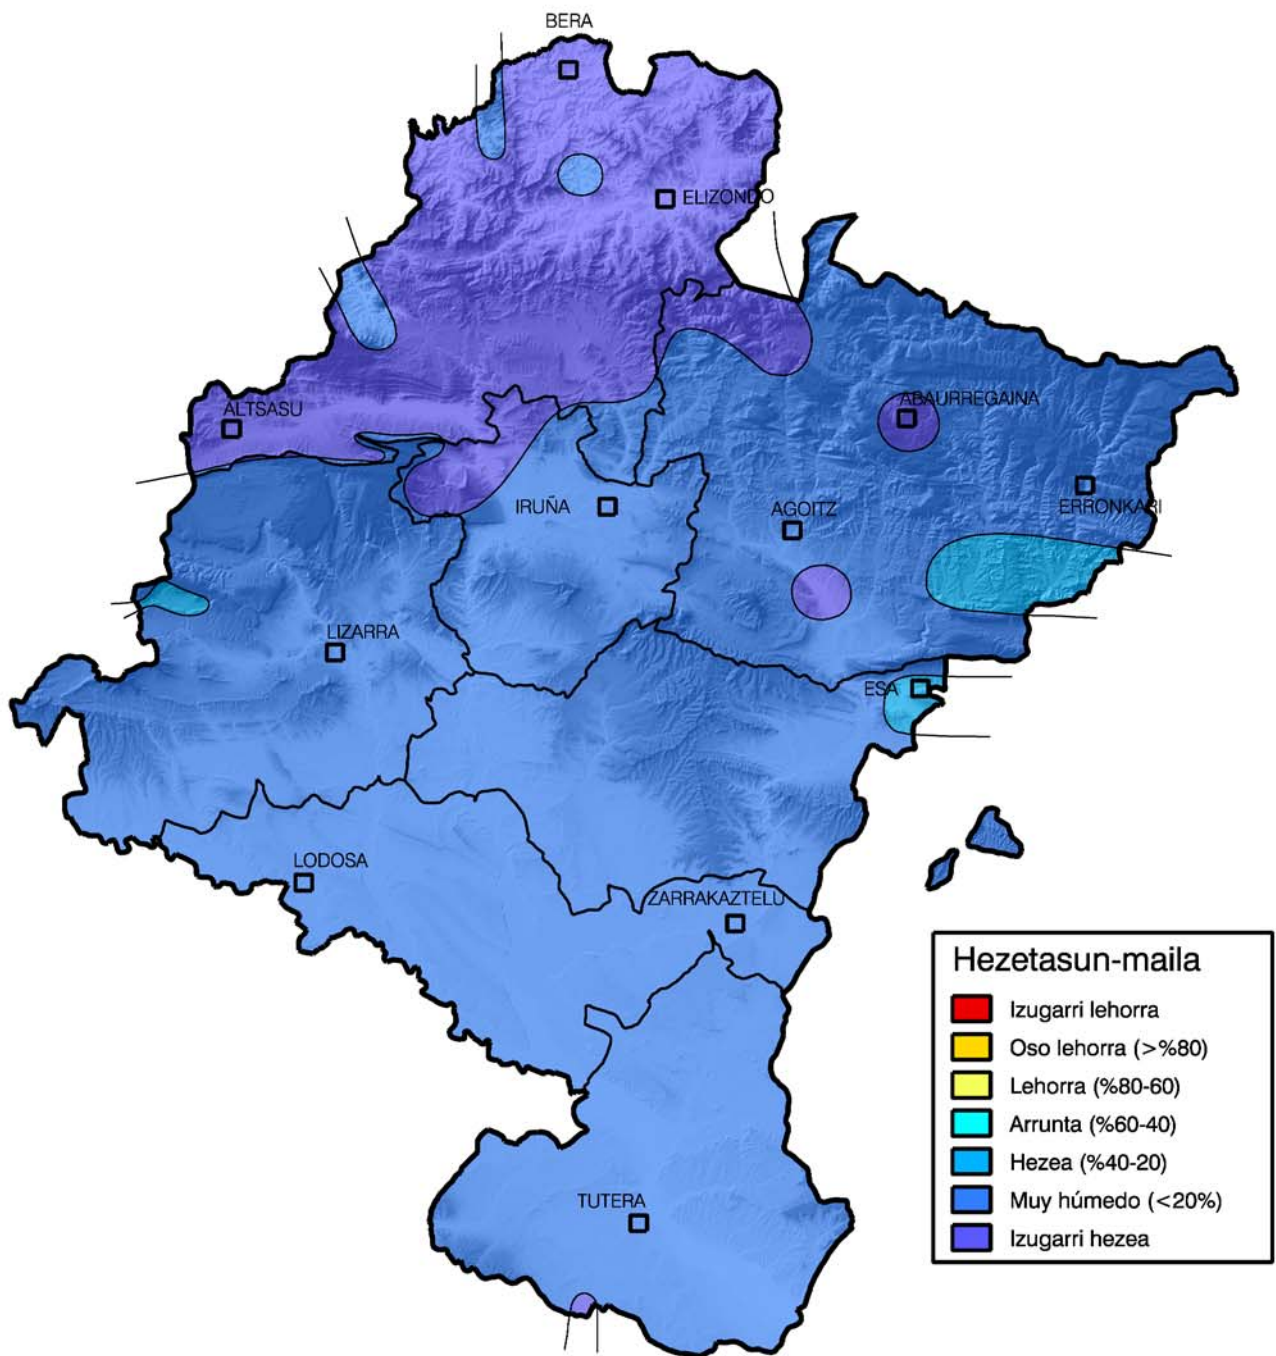 BERA
ELIZONDO
ABAURREGAINA
ALTSASU
ERRONKARI
IRUÑA
AGOITZ
LIZARRA
ESA
LODOSA
ZARRAKAZTELU
Hezetasun-maila
Izugarri lehorra
Oso lehorra (>%80)
Lehorra (%80-60)
Arrunta (%60-40)
Hezea (%40-20)
Muy húmedo (<20%)
Izugarri hezea
TUTERA